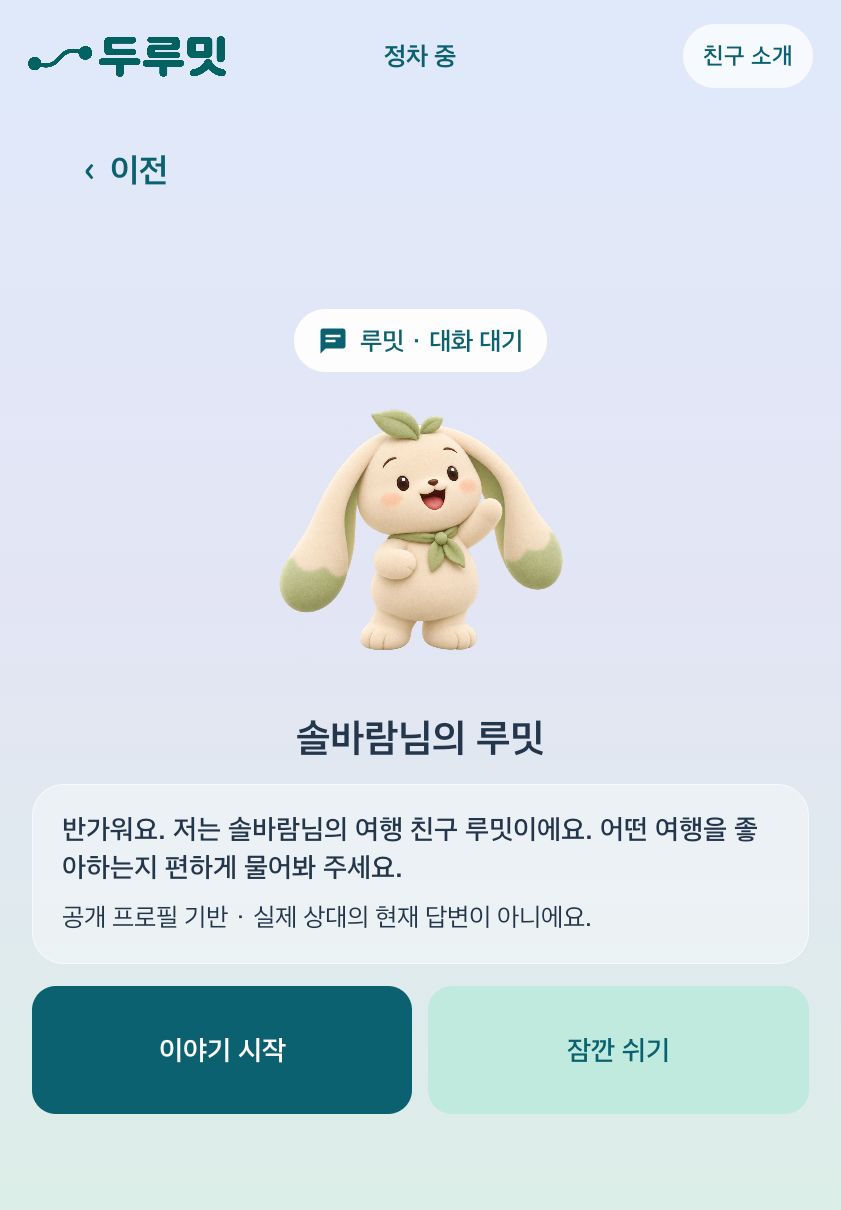 두루밋
정차 중
친구 소개
‹ 이전
루밋 · 대화 대기
솔바람님의 루밋
반가워요. 저는 솔바람님의 여행 친구 루밋이에요. 어떤 여행을 좋
아하는지 편하게 물어봐 주세요.
공개 프로필 기반 · 실제 상대의 현재 답변이 아니에요.
이야기 시작
잠깐 쉬기